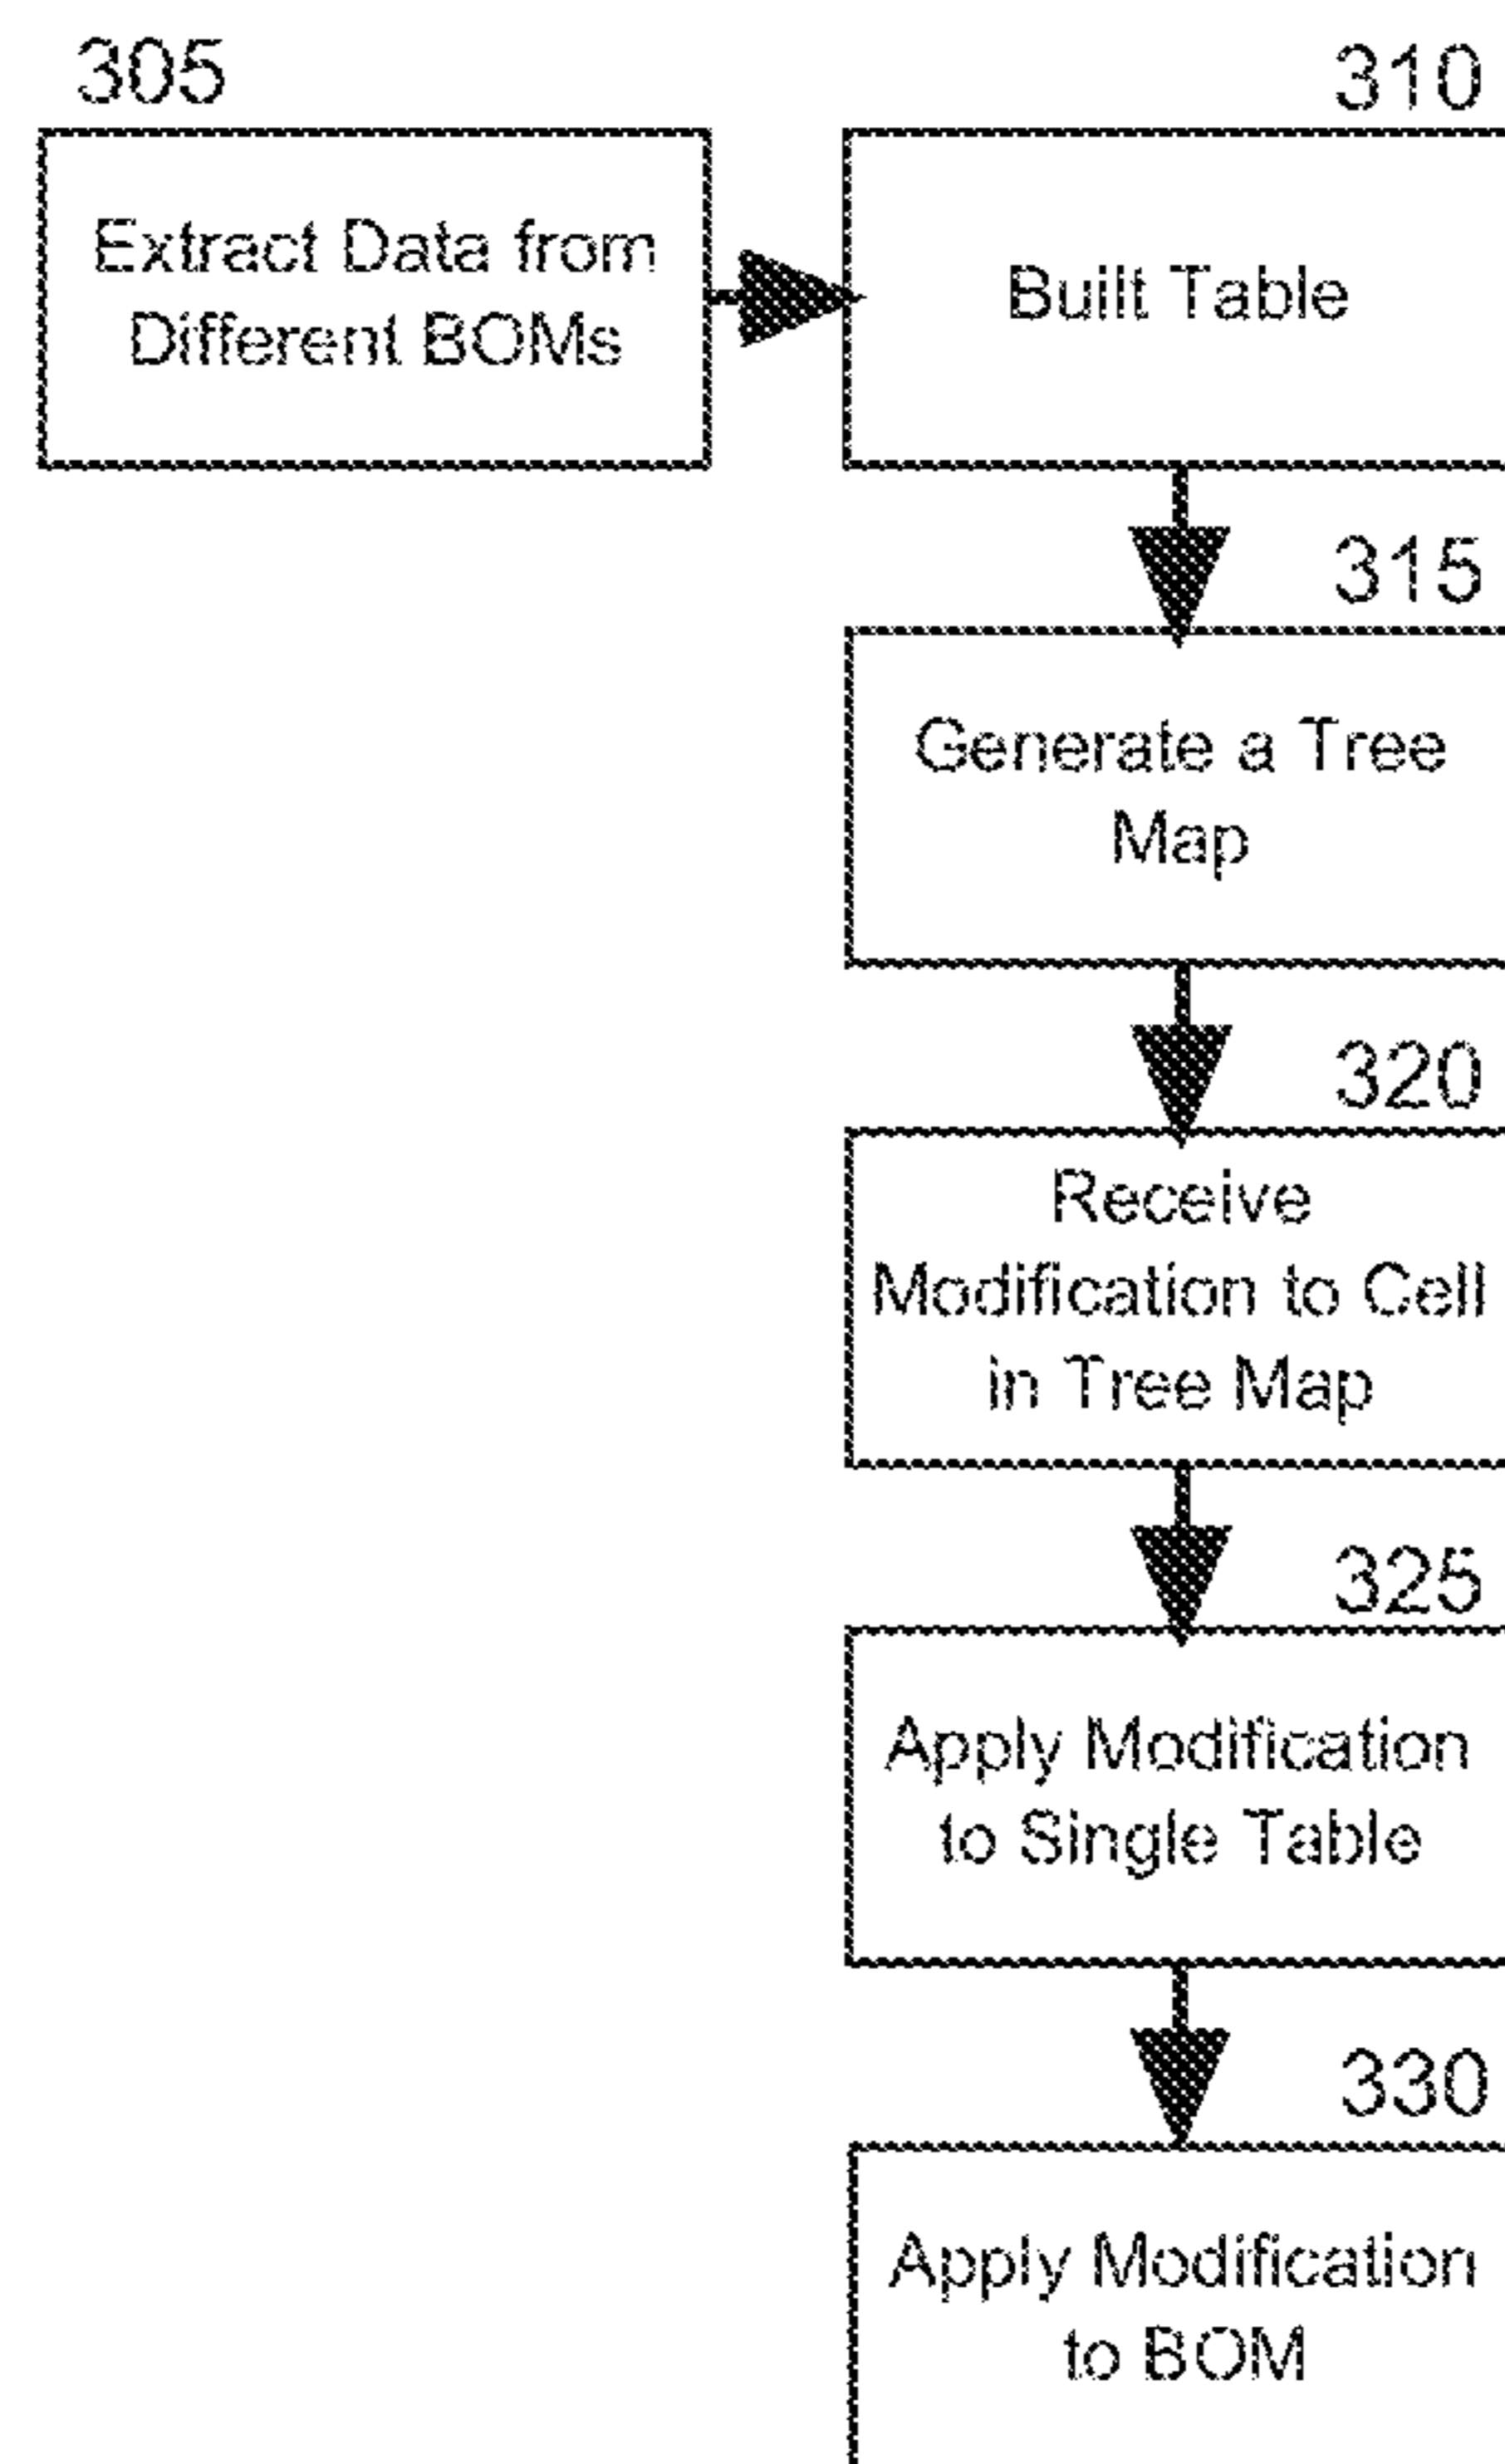 305
Extract Data from
Different BOMs
310
Built Table
315
Generate a Tree
Map
320
Receive
Modification to Cell
in Tree Map
325
Apply Modification
to Single Table
330
Apply Modification
to BOM